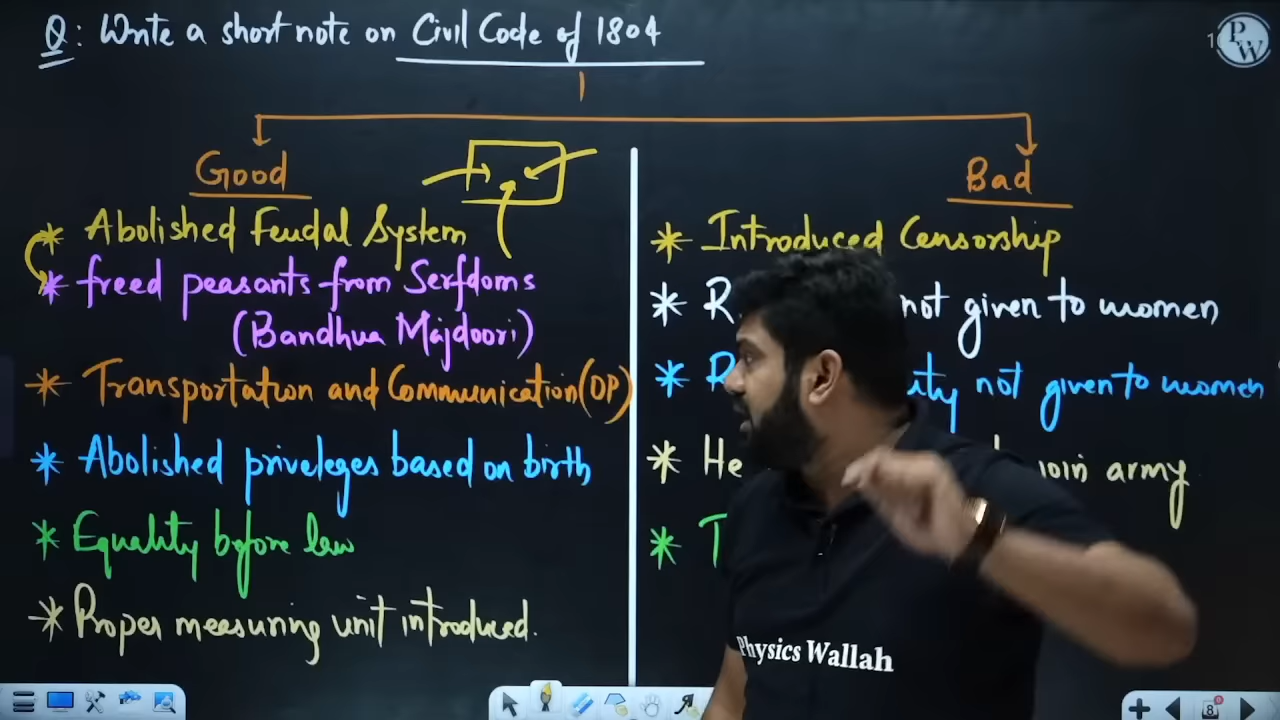 Q: Write a short note on Civil Code of 1804
PW
Good
* Abolished Feudal System
* freed peasants from Serfdoms
(Bandhua Majdoori)
* Transportation and Communication(OP)
* Abolished priveleges based on birth
* Equality before law
* Proper measuring unit introduced.
Bad
* Introduced Censorship
* R not given to women
* R ty not given to women
* He join army
* T
Physics Wallah
8